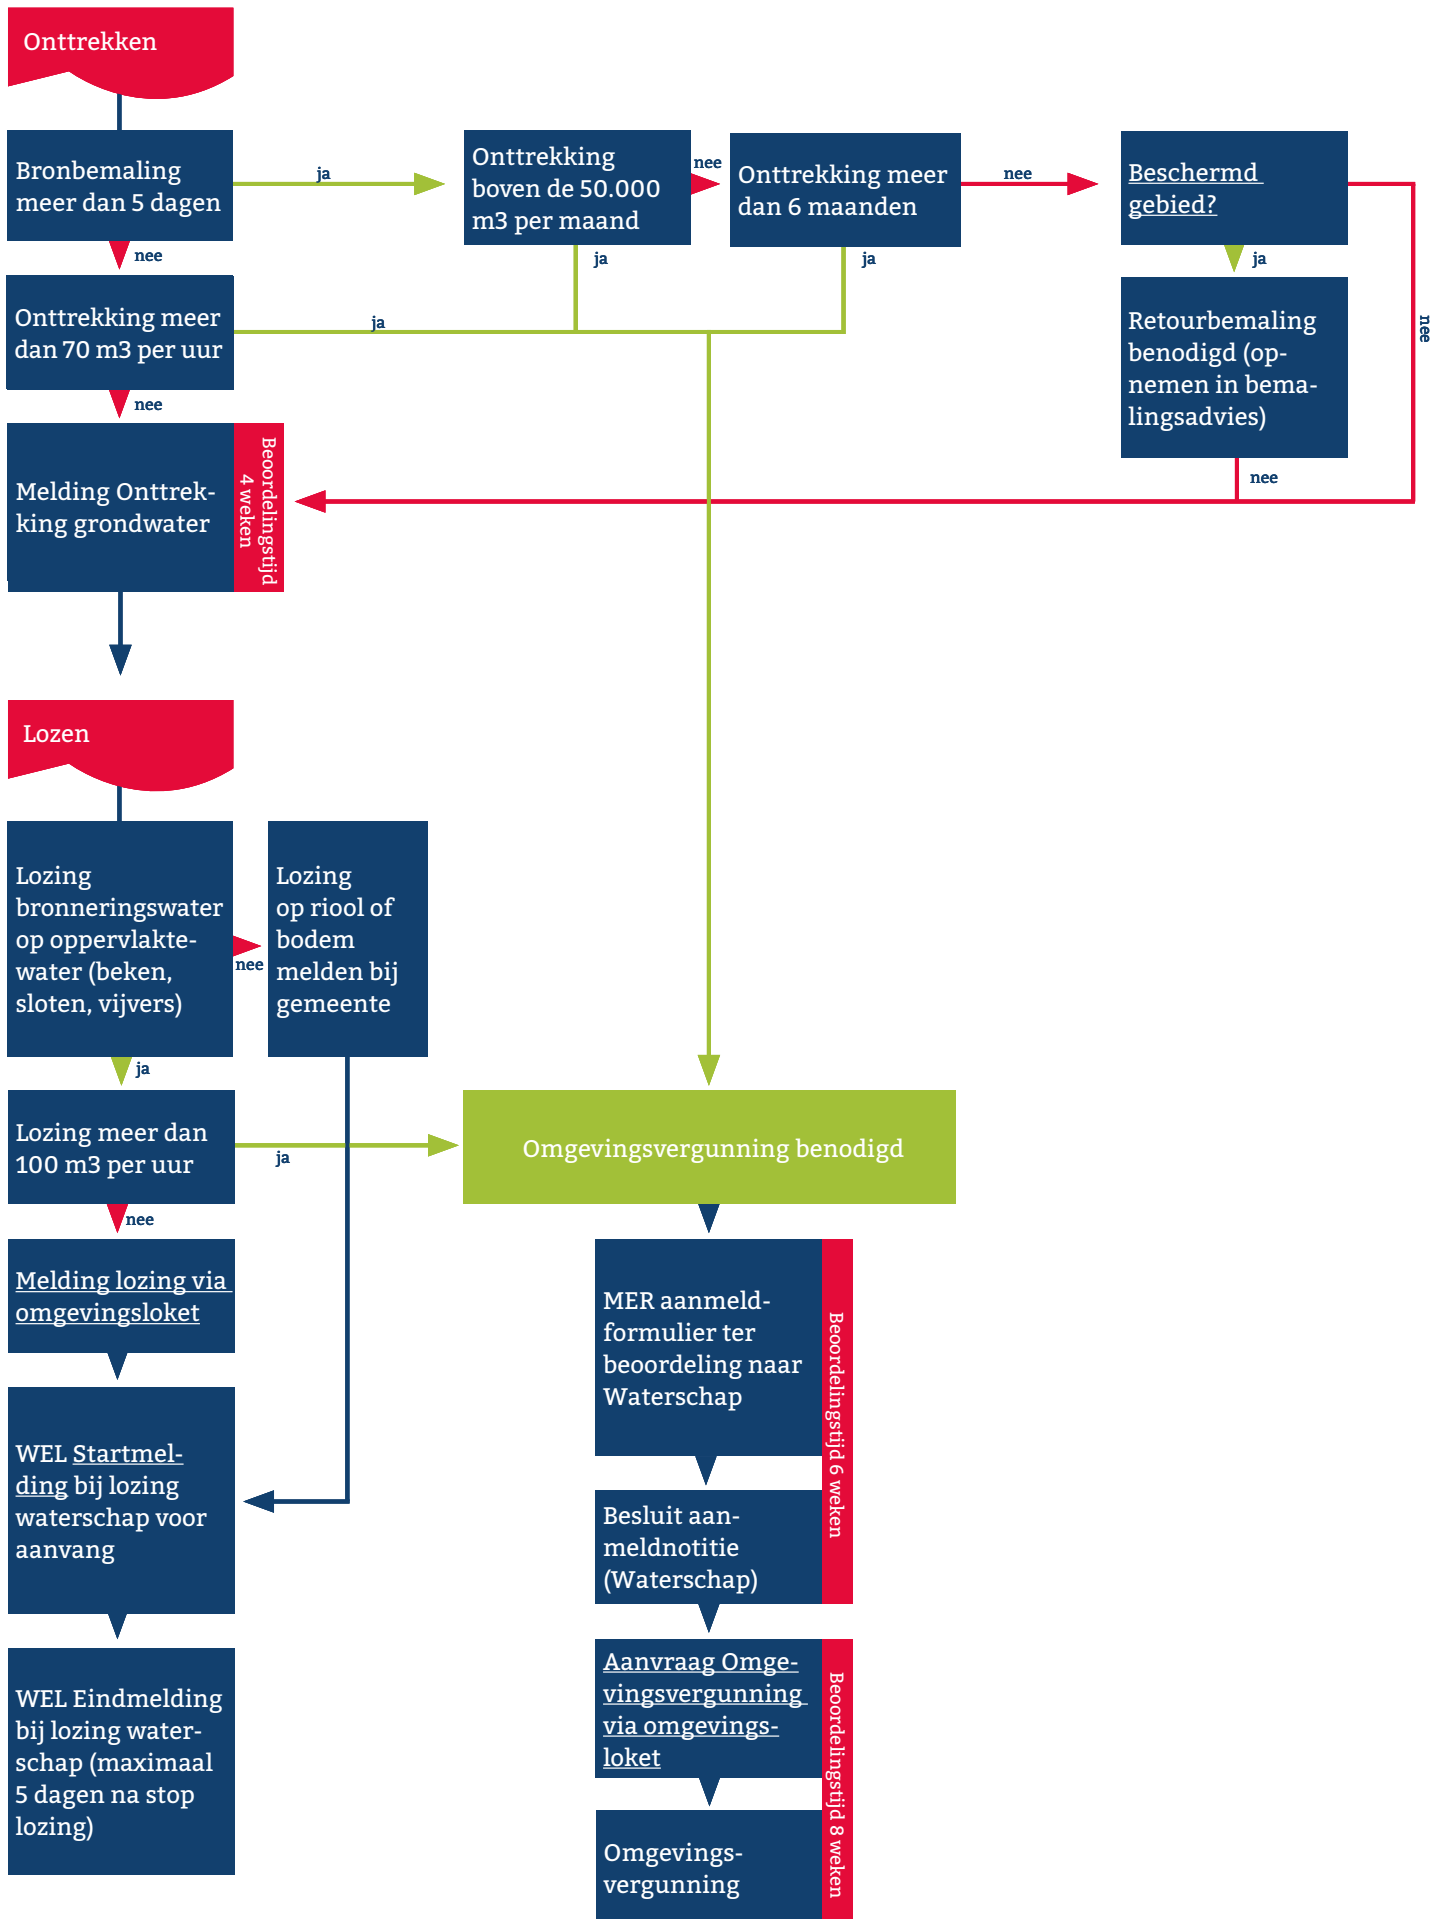 Onttrekken
Bronbemaling
meer dan 5 dagen
ja
Onttrekking
boven de 50.000
m3 per maand
nee
Onttrekking meer
dan 6 maanden
nee
Beschermd
gebied?
nee
ja
ja
ja
nee
Onttrekking meer
dan 70 m3 per uur
ja
Retourbemaling
benodigd (op-
nemen in bema-
lingsadvies)
nee
nee
Melding Onttrek-
king grondwater
Beoordelingstijd
4 weken
nee
Lozen
Lozing
bronneringswater
op oppervlakte-
water (beken,
sloten, vijvers)
nee
Lozing
op riool of
bodem
melden bij
gemeente
ja
Lozing meer dan
100 m3 per uur
ja
Omgevingsvergunning benodigd
nee
Melding lozing via
omgevingsloket
WEL Startmel-
ding bij lozing
waterschap voor
aanvang
WEL Eindmelding
bij lozing water-
schap (maximaal
5 dagen na stop
lozing)
MER aanmeld-
formulier ter
beoordeling naar
Waterschap
Beoordelingstijd 6 weken
Besluit aan-
meldnotitie
(Waterschap)
Aanvraag Omge-
vingsvergunning
via omgevings-
loket
Beoordelingstijd 8 weken
Omgevings-
vergunning